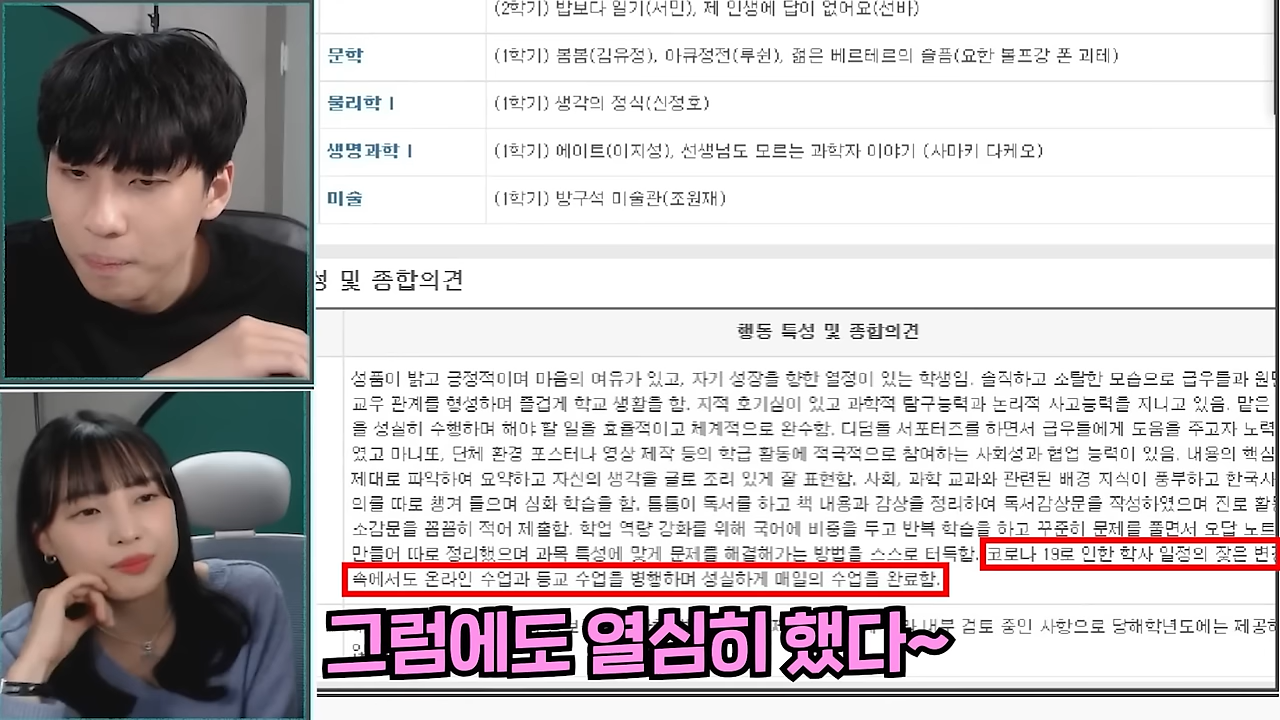 (2학기) 밥보다 일기(서민), 제 인생에 답이 없어요(선바)
문학 (1학기) 봄봄(김유정), 아큐정전(루쉰), 젊은 베르테르의 슬픔(요한 볼프강 폰 괴테)
물리학 I (1학기) 생각의 정식(신정호)
생명과학 I (1학기) 에이트(이지성), 선생님도 모르는 과학자 이야기 (사마키 다케오)
미술 (1학기) 방구석 미술관(조원재)
성 및 종합의견
행동 특성 및 종합의견
성품이 밝고 긍정적이며 마음의 여유가 있고, 자기 성장을 향한 열정이 있는 학생임. 솔직하고 소탈한 모습으로 급우들과 원만
교우 관계를 형성하며 즐겁게 학교 생활을 함. 지적 호기심이 있고 과학적 탐구능력과 논리적 사고능력을 지니고 있음. 맡은
을 성실히 수행하며 해야 할 일을 효율적이고 체계적으로 완수함. 디딤돌 서포터즈를 하면서 급우들에게 도움을 주고자 노력
였고 마니또, 단체 환경 포스터나 영상 제작 등의 학급 활동에 적극적으로 참여하는 사회성과 협업 능력이 있음. 내용의 핵심
제대로 파악하여 요약하고 자신의 생각을 글로 조리 있게 잘 표현함. 사회, 과학 교과와 관련된 배경 지식이 풍부하고 한국사
의를 따로 챙겨 들으며 심화 학습을 함. 틈틈이 독서를 하고 책 내용과 감상을 정리하여 독서감상문을 작성하였으며 진로 활
소감문을 꼼꼼히 적어 제출함. 학업 역량 강화를 위해 국어에 비중을 두고 반복 학습을 하고 꾸준히 문제를 풀면서 오답 노트
만들어 따로 정리했으며 과목 특성에 맞게 문제를 해결해가는 방법을 스스로 터득함. 코로나 19로 인한 학사 일정의 잦은 변경
속에서도 온라인 수업과 등교 수업을 병행하며 성실하게 매일의 수업을 완료함.
내부 검토 중인 사항으로 당해학년도에는 제공하
그럼에도 열심히 했다~